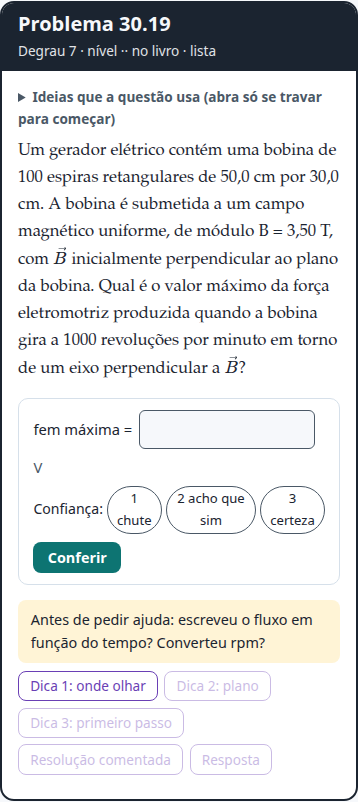 Problema 30.19
Degrau 7 · nível ·· no livro · lista
▶ Ideias que a questão usa (abra só se travar
para começar)
Um gerador elétrico contém uma bobina de
100 espiras retangulares de 50,0 cm por 30,0
cm. A bobina é submetida a um campo
magnético uniforme, de módulo B = 3,50 T,
com B⃗ inicialmente perpendicular ao plano
da bobina. Qual é o valor máximo da força
eletromotriz produzida quando a bobina
gira a 1000 revoluções por minuto em torno
de um eixo perpendicular a B⃗?
fem máxima =
V
Confiança: 1 chute 2 acho que sim 3 certeza
Conferir
Antes de pedir ajuda: escreveu o fluxo em
função do tempo? Converteu rpm?
Dica 1: onde olhar Dica 2: plano
Dica 3: primeiro passo
Resolução comentada Resposta